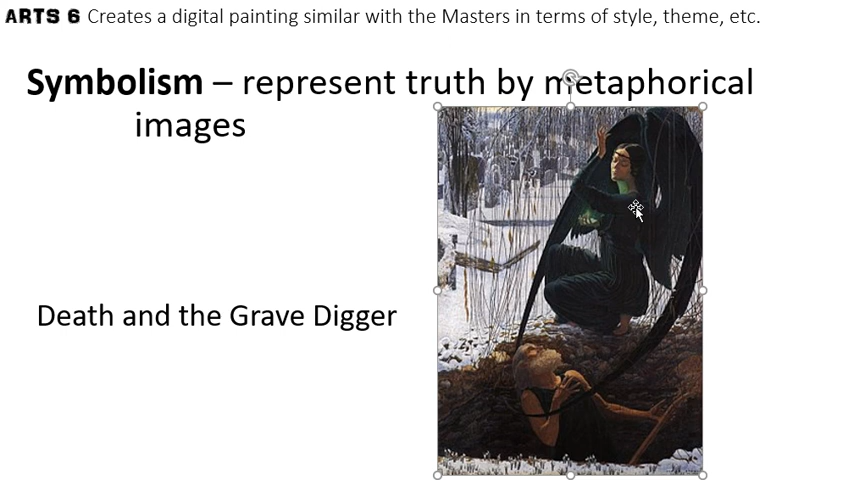 ARTS 6 Creates a digital painting similar with the Masters in terms of style, theme, etc.
Symbolism – represent truth by metaphorical
images
Death and the Grave Digger